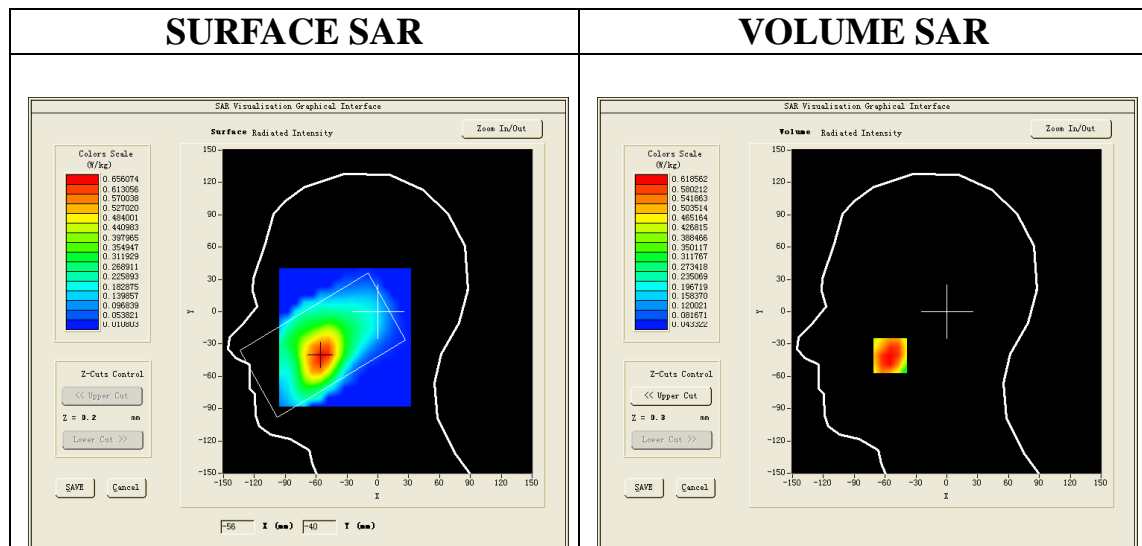 SURFACE SAR
VOLUME SAR
SAR Visualisation Graphical Interface
Surface Radiated Intensity
Zoom In/Out
Colors Scale
(W/kg)
0.656074
0.613056
0.570038
0.527020
0.484001
0.440983
0.397965
0.354947
0.311929
0.268911
0.225893
0.182875
0.139857
0.096839
0.053821
0.010803
Z-Cuts Control
<< Upper Cut
Z = 0.2 mm
Lower Cut >>
SAVE Cancel
150
120
90
60
30
0
-30
-60
-90
-120
-150
Y
-150 -120 -90 -60 -30 0 30 60 90 120 150
X
-56 X (mm) -40 Y (mm)
SAR Visualisation Graphical Interface
Volume Radiated Intensity
Zoom In/Out
Colors Scale
(W/kg)
0.618562
0.580212
0.541863
0.503514
0.465164
0.426815
0.388466
0.350117
0.311767
0.273418
0.235069
0.196719
0.158370
0.120021
0.081671
0.043322
Z-Cuts Control
<< Upper Cut
Z = 0.3 mm
Lower Cut >>
SAVE Cancel
150
120
90
60
30
0
-30
-60
-90
-120
-150
Y
-150 -120 -90 -60 -30 0 30 60 90 120 150
X